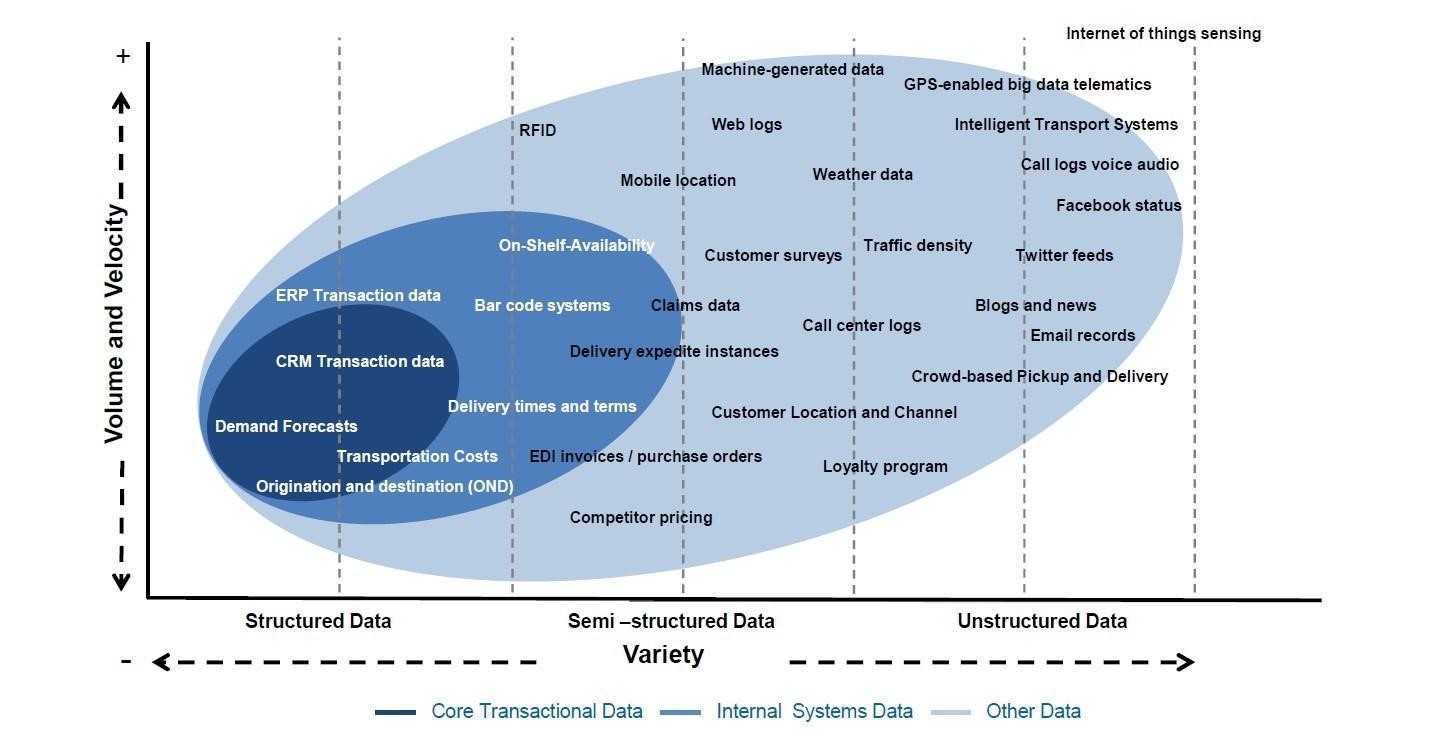 Internet of things sensing
+
Machine-generated data
GPS-enabled big data telematics
RFID
Web logs
Intelligent Transport Systems
Mobile location
Weather data
Call logs voice audio
Facebook status
On-Shelf-Availability
Customer surveys
Traffic density
Twitter feeds
ERP Transaction data
Bar code systems
Claims data
Blogs and news
Call center logs
Email records
Delivery expedite instances
CRM Transaction data
Crowd-based Pickup and Delivery
Delivery times and terms
Customer Location and Channel
Demand Forecasts
Transportation Costs
EDI invoices / purchase orders
Loyalty program
Origination and destination (OND)
Competitor pricing
Volume and Velocity
Structured Data
Semi –structured Data
Unstructured Data
-
Variety
Core Transactional Data
Internal Systems Data
Other Data